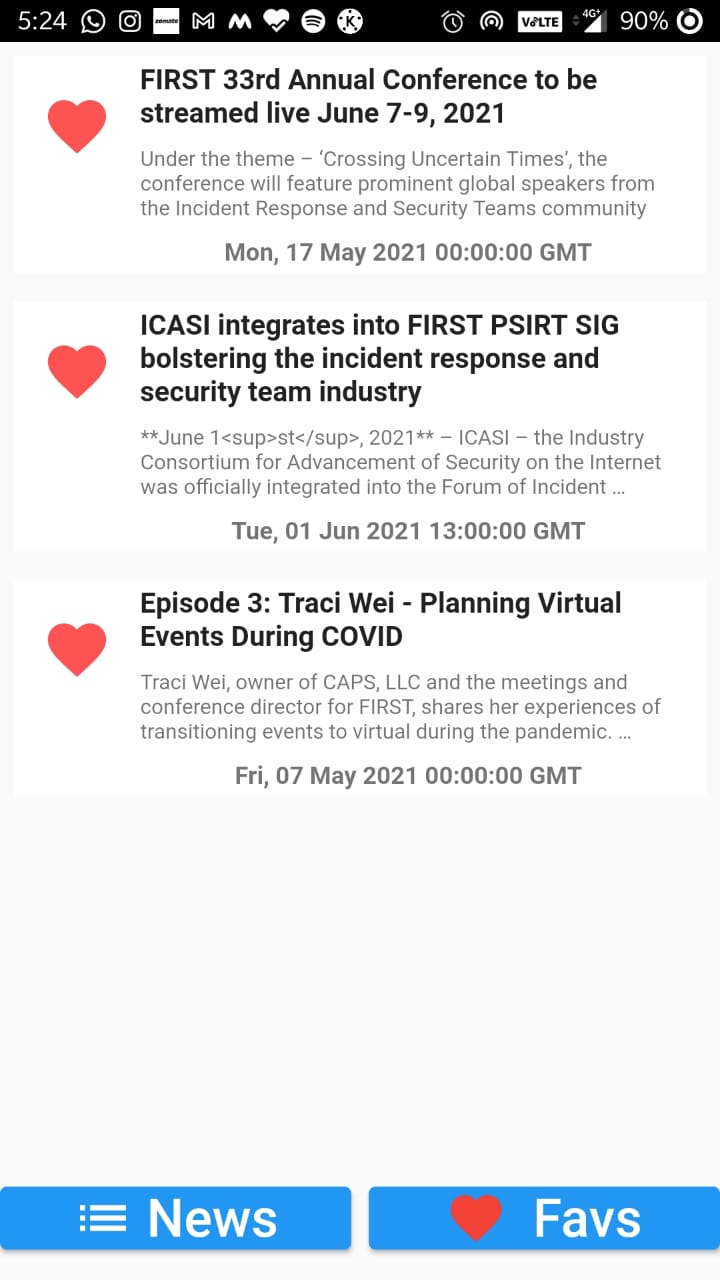 5:24
zomato
K
VoLTE
4G+
90%
FIRST 33rd Annual Conference to be
streamed live June 7-9, 2021
Under the theme – ‘Crossing Uncertain Times’, the
conference will feature prominent global speakers from
the Incident Response and Security Teams community
Mon, 17 May 2021 00:00:00 GMT
ICASI integrates into FIRST PSIRT SIG
bolstering the incident response and
security team industry
**June 1<sup>st</sup>, 2021** – ICASI – the Industry
Consortium for Advancement of Security on the Internet
was officially integrated into the Forum of Incident ...
Tue, 01 Jun 2021 13:00:00 GMT
Episode 3: Traci Wei - Planning Virtual
Events During COVID
Traci Wei, owner of CAPS, LLC and the meetings and
conference director for FIRST, shares her experiences of
transitioning events to virtual during the pandemic. ...
Fri, 07 May 2021 00:00:00 GMT
News
Favs